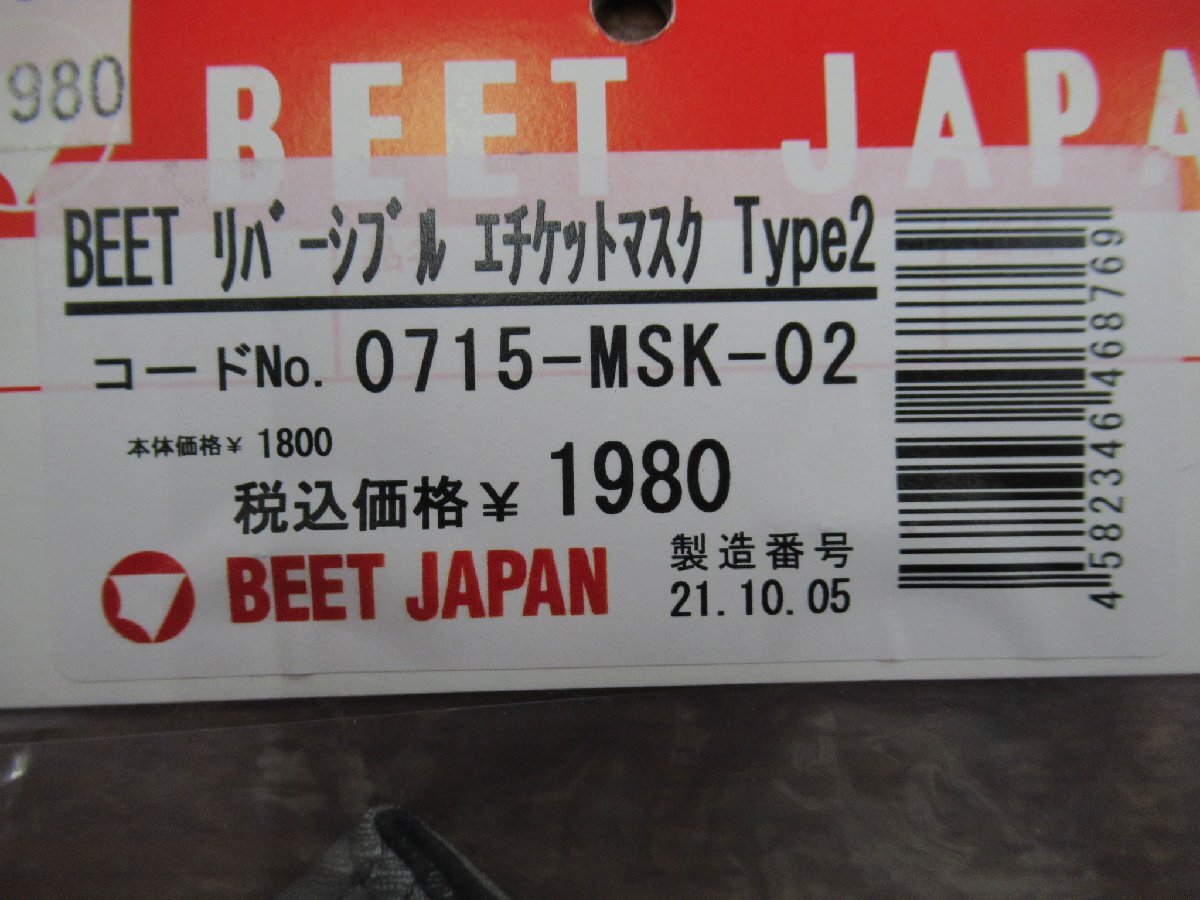 980
BEET JAPA
BEET ﾘﾊﾞｰｼﾌﾞﾙ ｴﾁｹｯﾄﾏｽｸ Type2
コードNo. 0715-MSK-02
本体価格¥ 1800
税込価格¥ 1980
BEET JAPAN
製造番号
21.10.05
4582346468769